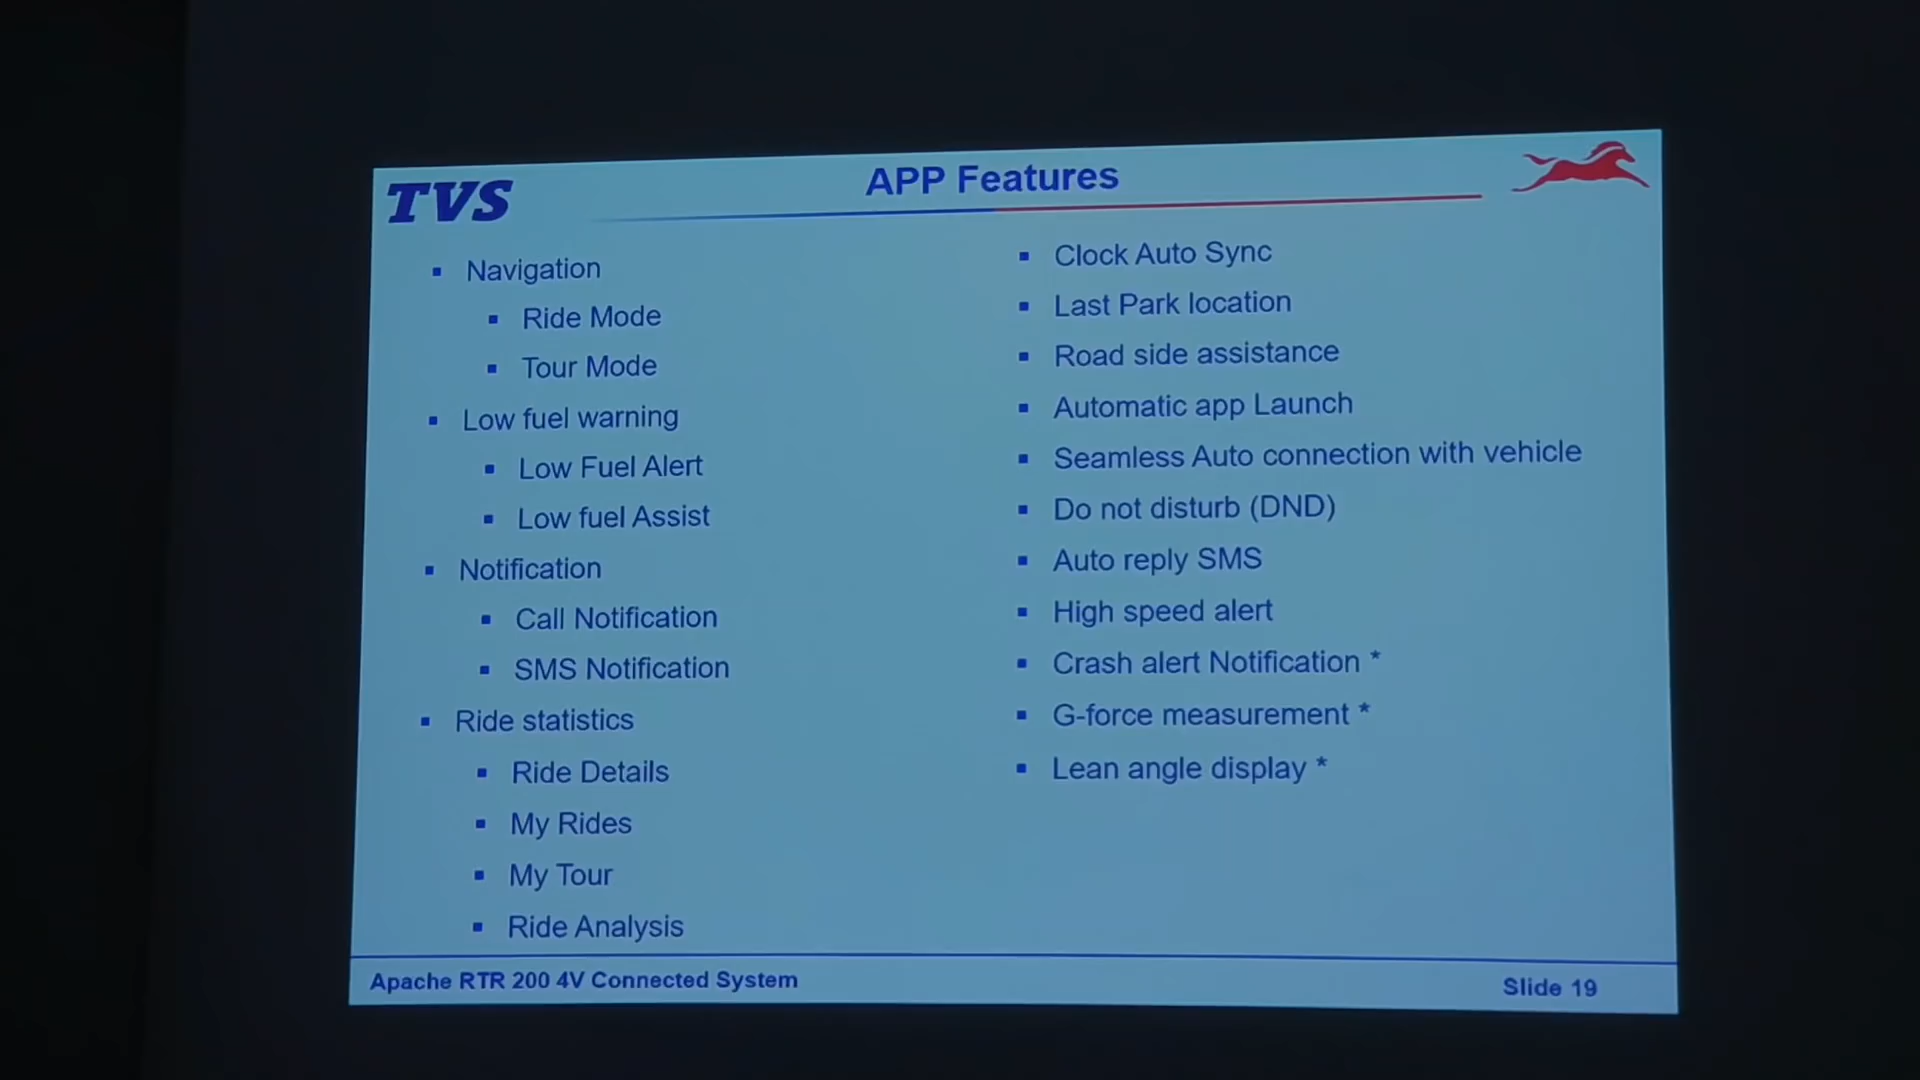 TVS
APP Features
Navigation
Ride Mode
Tour Mode
Low fuel warning
Low Fuel Alert
Low fuel Assist
Notification
Call Notification
SMS Notification
Ride statistics
Ride Details
My Rides
My Tour
Ride Analysis
Clock Auto Sync
Last Park location
Road side assistance
Automatic app Launch
Seamless Auto connection with vehicle
Do not disturb (DND)
Auto reply SMS
High speed alert
Crash alert Notification *
G-force measurement *
Lean angle display *
Apache RTR 200 4V Connected System
Slide 19